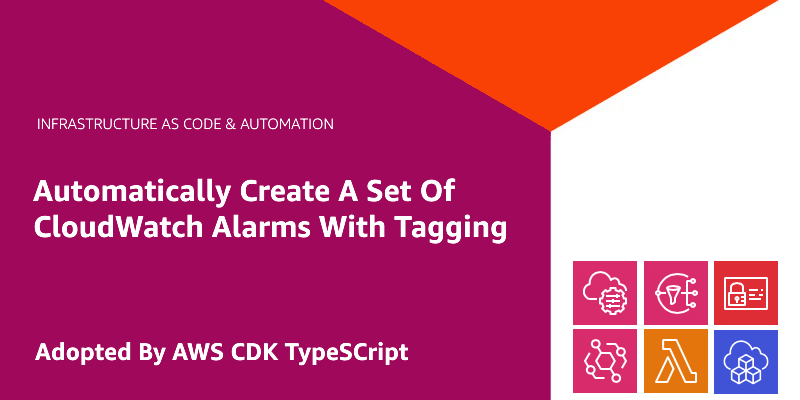 INFRASTRUCTURE AS CODE & AUTOMATION
Automatically Create A Set Of
CloudWatch Alarms With Tagging
Adopted By AWS CDK TypeSCript